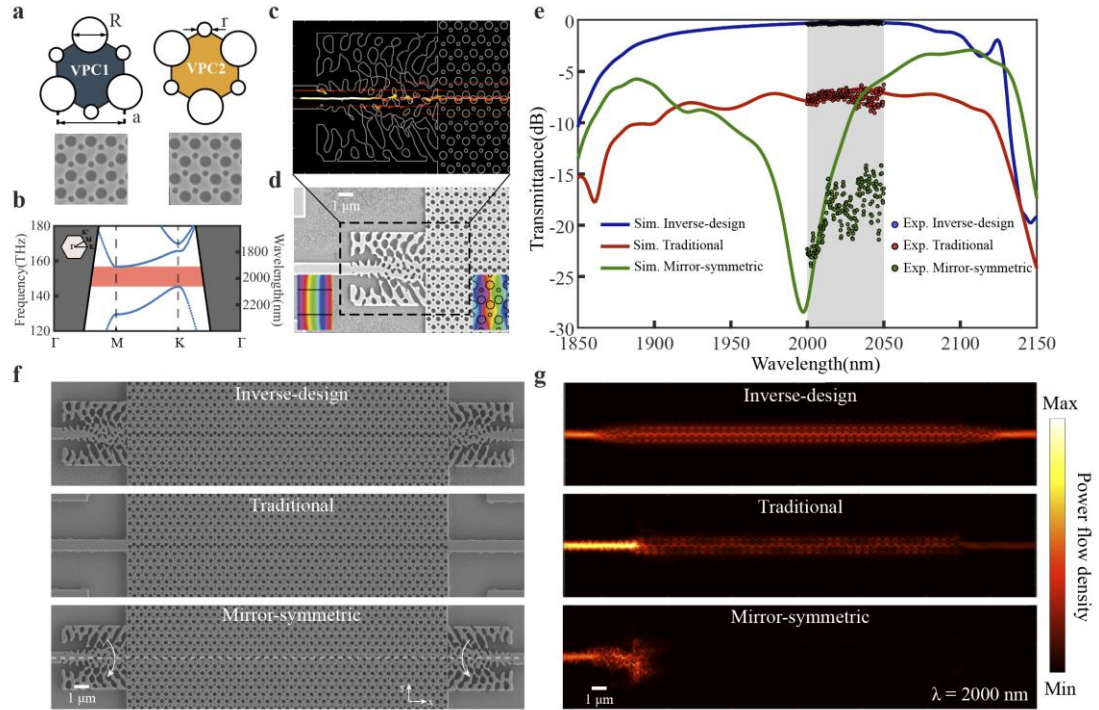 a
R
r
VPC1
VPC2
a
b
180
160
140
120
Frequency(THz)
1800
2000
2200
Wavelength(nm)
K'
M
Γ
K
Γ
M
K
Γ
c
d
1 μm
e
0
-5
-10
-15
-20
-25
-30
Transmittance(dB)
Sim. Inverse-design
Sim. Traditional
Sim. Mirror-symmetric
Exp. Inverse-design
Exp. Traditional
Exp. Mirror-symmetric
1850
1900
1950
2000
2050
2100
2150
Wavelength(nm)
f
Inverse-design
Traditional
Mirror-symmetric
1 μm
y
x
g
Inverse-design
Traditional
Mirror-symmetric
1 μm
λ = 2000 nm
Max
Power flow density
Min